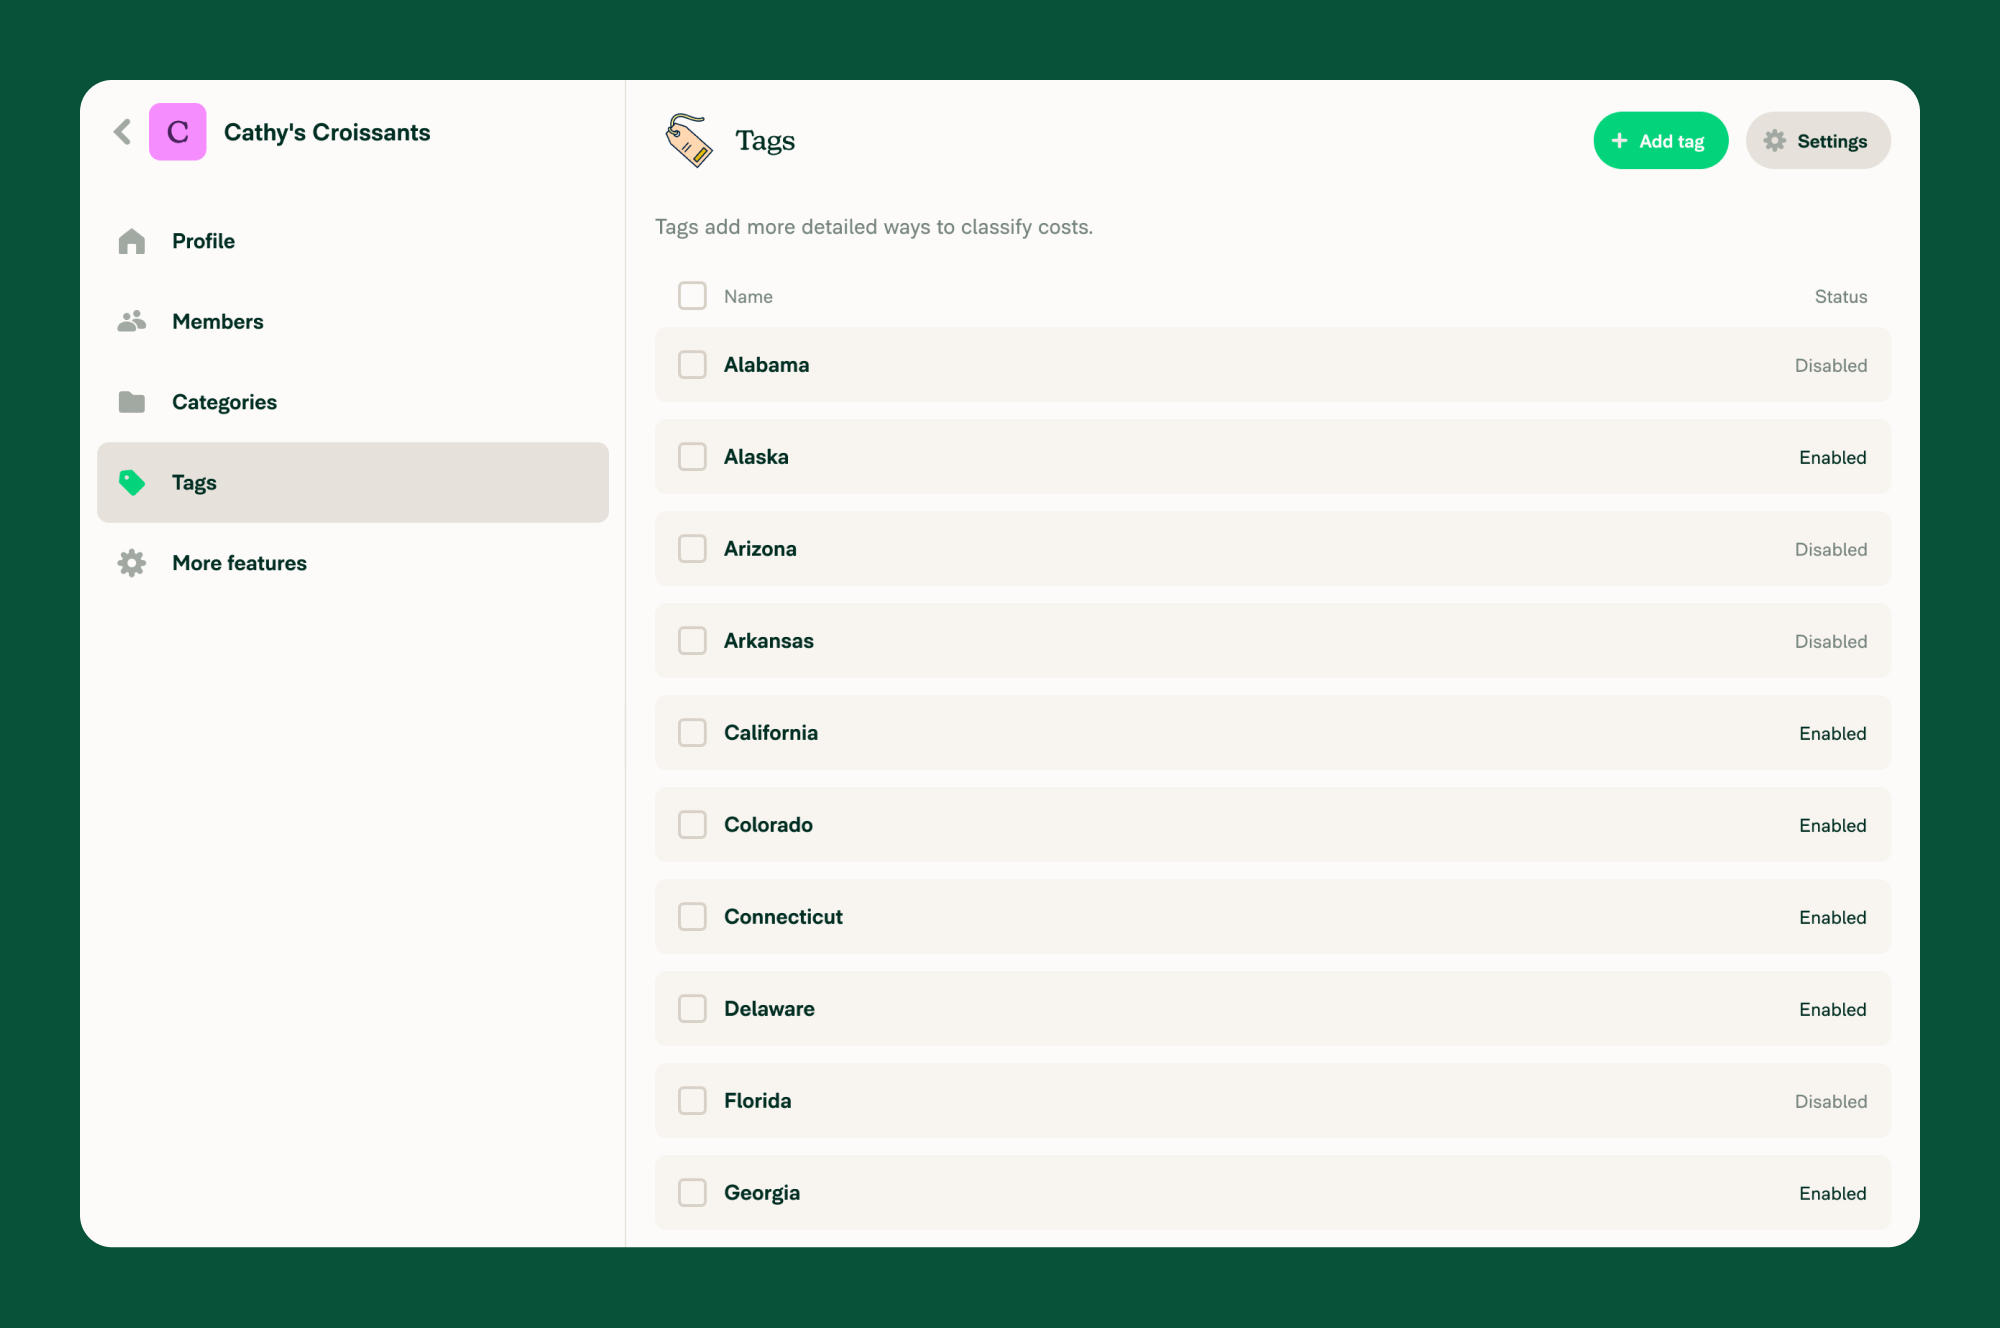 C
Cathy's Croissants
Profile
Members
Categories
Tags
More features
Tags
Add tag
Settings
Tags add more detailed ways to classify costs.
Name Status
Alabama Disabled
Alaska Enabled
Arizona Disabled
Arkansas Disabled
California Enabled
Colorado Enabled
Connecticut Enabled
Delaware Enabled
Florida Disabled
Georgia Enabled